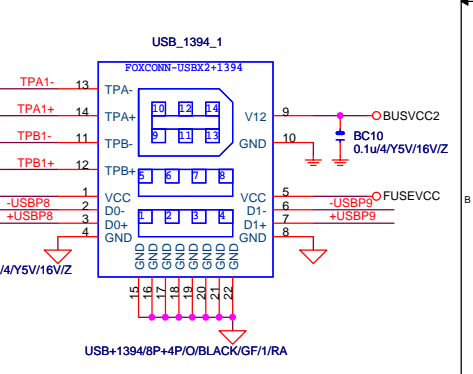 USB_1394_1
FOXCONN-USBX2+1394
TPA1- 13 TPA- 10 12 14 V12 9 BUSVCC2
TPA1+ 14 TPA+
TPB1- 11 TPB- 9 11 13 GND 10 BC10
0.1u/4/Y5V/16V/Z
TPB1+ 12 TPB+ 5 6 7 8
1 VCC VCC 5 FUSEVCC
-USBP8 2 D0- D1- 6 -USBP9
+USBP8 3 D0+ 1 2 3 4 D1+ 7 +USBP9
4 GND GND 8
B
/4/Y5V/16V/Z
GND GND GND GND GND GND GND GND
15 16 17 18 19 20 21 22
USB+1394/8P+4P/O/BLACK/GF/1/RA